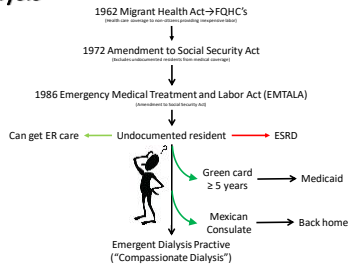 1962 Migrant Health Act→FQHC's
(Health care coverage to non-citizens providing inexpensive labor)
1972 Amendment to Social Security Act
(Excludes undocumented residents from medical coverage)
1986 Emergency Medical Treatment and Labor Act (EMTALA)
(Amendment to Social Security Act)
Can get ER care
Undocumented resident
ESRD
?
Green card
≥ 5 years
Medicaid
Mexican
Consulate
Back home
Emergent Dialysis Practive
("Compassionate Dialysis")